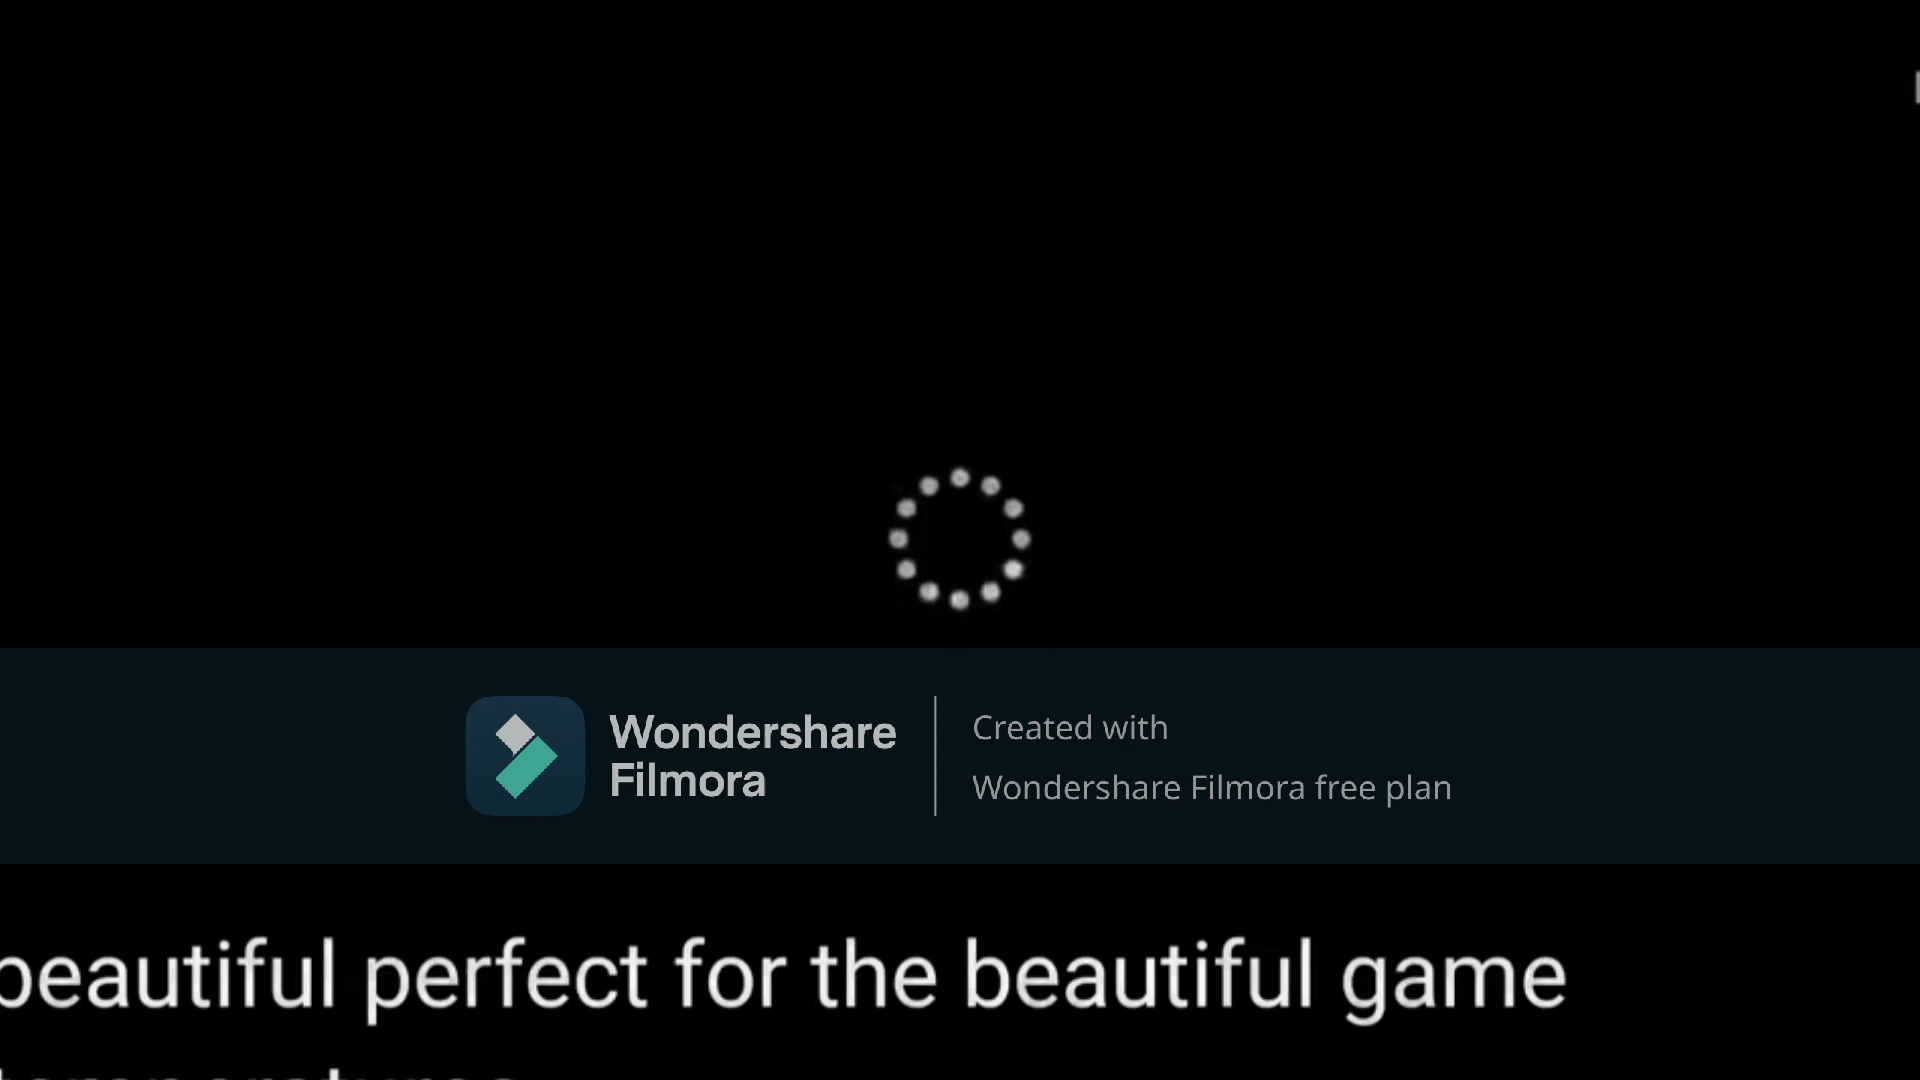 Wondershare
Filmora
Created with
Wondershare Filmora free plan
beautiful perfect for the beautiful game